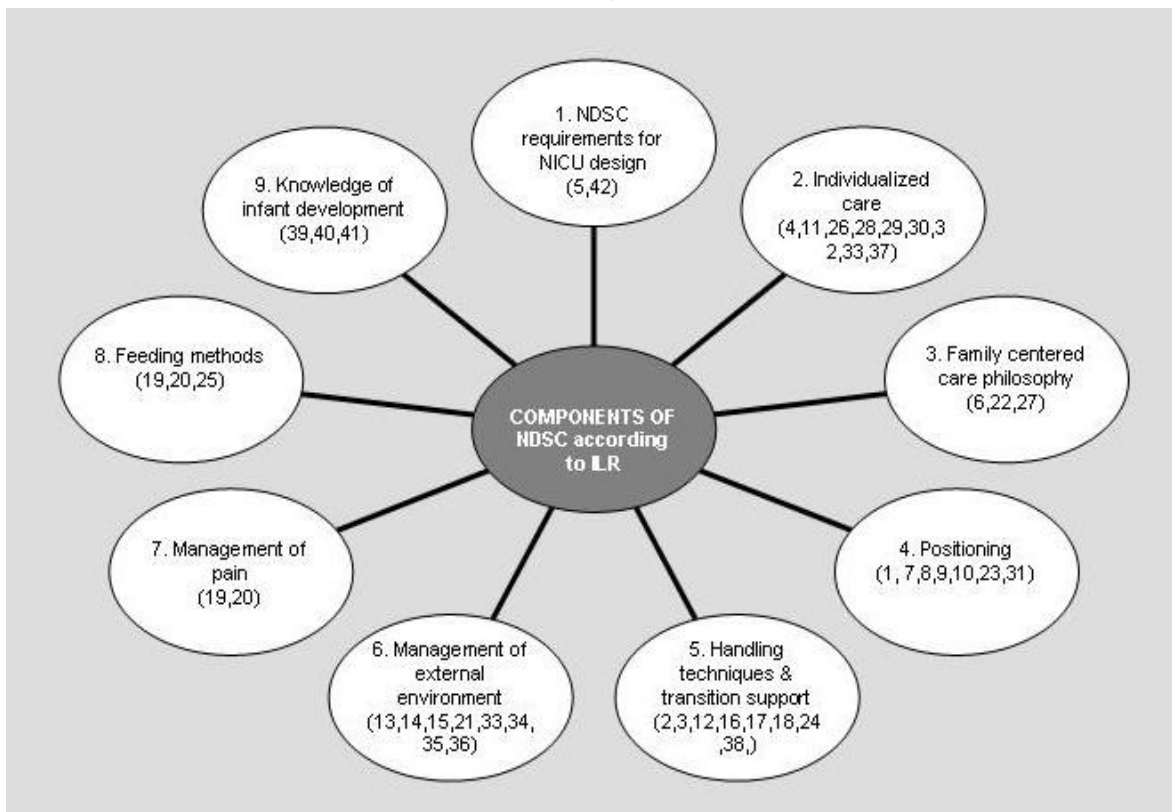 1. NDSC
requirements for
NICU design
(5,42)
2. Individualized
care
(4,11,26,28,29,30,3
2,33,37)
3. Family centered
care philosophy
(6,22,27)
4. Positioning
(1, 7,8,9,10,23,31)
5. Handling
techniques &
transition support
(2,3,12,16,17,18,24
,38,)
6. Management of
external
environment
(13,14,15,21,33,34,
35,36)
7. Management of
pain
(19,20)
8. Feeding methods
(19,20,25)
9. Knowledge of
infant development
(39,40,41)
COMPONENTS OF
NDSC according
to ILR